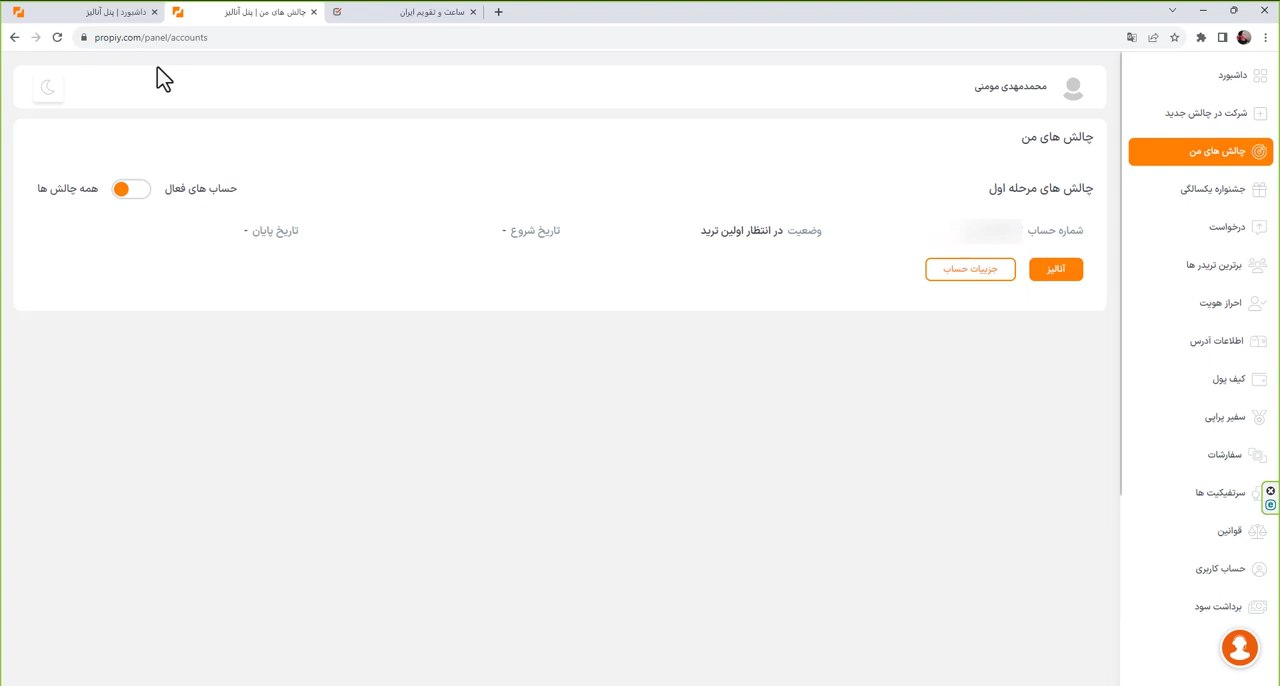 داشبورد | پنل آنالیز
چالش های من | پنل آنالیز
ساعت و تقویم ایران
propiy.com/panel/accounts
محمدمهدی مومنی
چالش های من
چالش های مرحله اول
حساب های فعال
همه چالش ها
شماره حساب
وضعیت در انتظار اولین ترید
تاریخ شروع -
تاریخ پایان -
آنالیز
جزییات حساب
داشبورد
شرکت در چالش جدید
چالش های من
جشنواره یکسالگی
درخواست
برترین تریدر ها
احراز هویت
اطلاعات آدرس
کیف پول
سفیر پراپی
سفارشات
سرتفیکیت ها
قوانین
حساب کاربری
برداشت سود